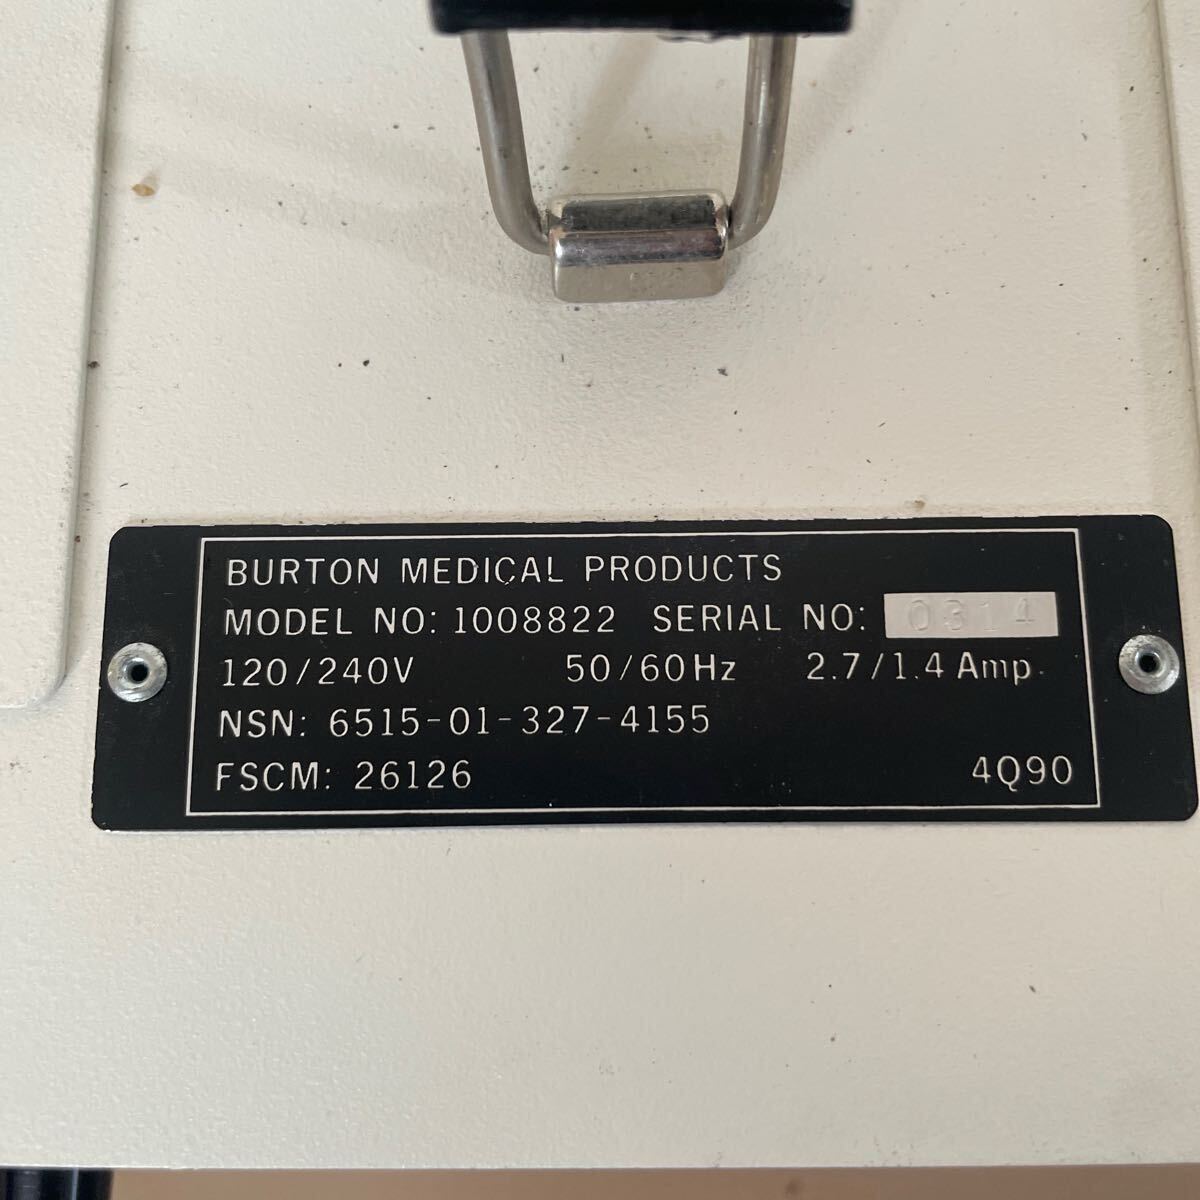 BURTON MEDICAL PRODUCTS
MODEL NO: 1008822 SERIAL NO: 0314
120/240V 50/60Hz 2.7/1.4 Amp.
NSN: 6515-01-327-4155
FSCM: 26126 4Q90